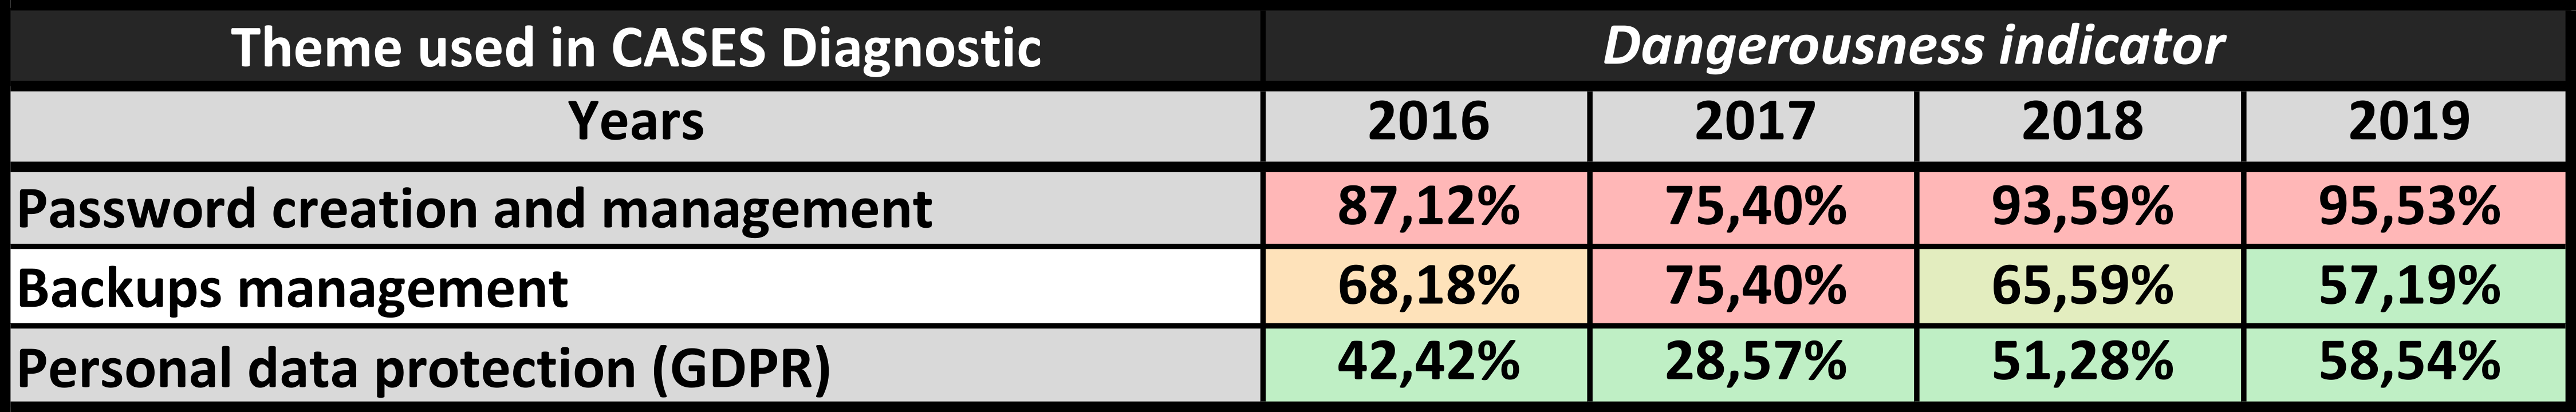 Theme used in CASES Diagnostic Dangerousness indicator
Years 2016 2017 2018 2019
Password creation and management 87,12% 75,40% 93,59% 95,53%
Backups management 68,18% 75,40% 65,59% 57,19%
Personal data protection (GDPR) 42,42% 28,57% 51,28% 58,54%